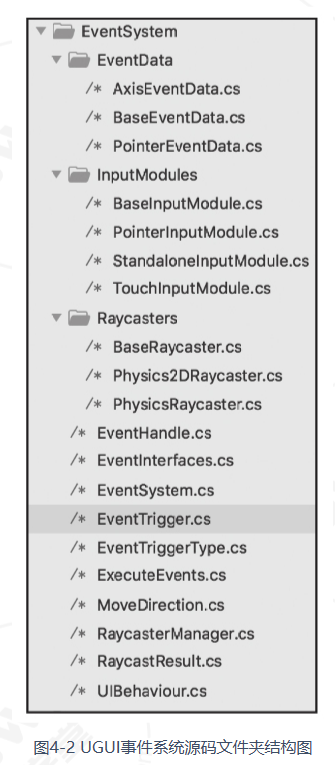 EventSystem
EventData
/* AxisEventData.cs
/* BaseEventData.cs
/* PointerEventData.cs
InputModules
/* BaseInputModule.cs
/* PointerInputModule.cs
/* StandaloneInputModule.cs
/* TouchInputModule.cs
Raycasters
/* BaseRaycaster.cs
/* Physics2DRaycaster.cs
/* PhysicsRaycaster.cs
/* EventHandle.cs
/* EventInterfaces.cs
/* EventSystem.cs
/* EventTrigger.cs
/* EventTriggerType.cs
/* ExecuteEvents.cs
/* MoveDirection.cs
/* RaycasterManager.cs
/* RaycastResult.cs
/* UIBehaviour.cs
图4-2 UGUI事件系统源码文件夹结构图